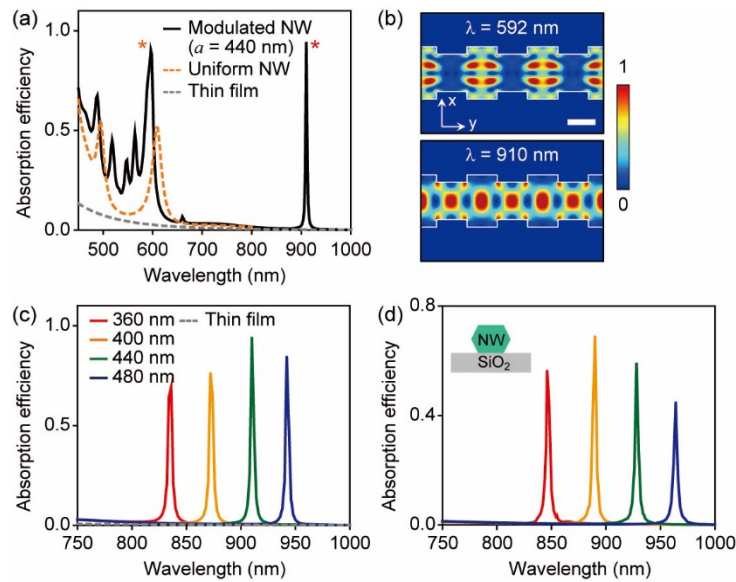 (a)
1.0
0.5
0.0
Absorption efficiency
*
*
Modulated NW
(a = 440 nm)
Uniform NW
Thin film
500 600 700 800 900 1000
Wavelength (nm)
(b)
λ = 592 nm
x
y
λ = 910 nm
1
0
(c)
1.0
0.5
0.0
Absorption efficiency
360 nm Thin film
400 nm
440 nm
480 nm
750 800 850 900 950 1000
Wavelength (nm)
(d)
0.8
0.4
0.0
Absorption efficiency
NW
SiO₂
750 800 850 900 950 1000
Wavelength (nm)